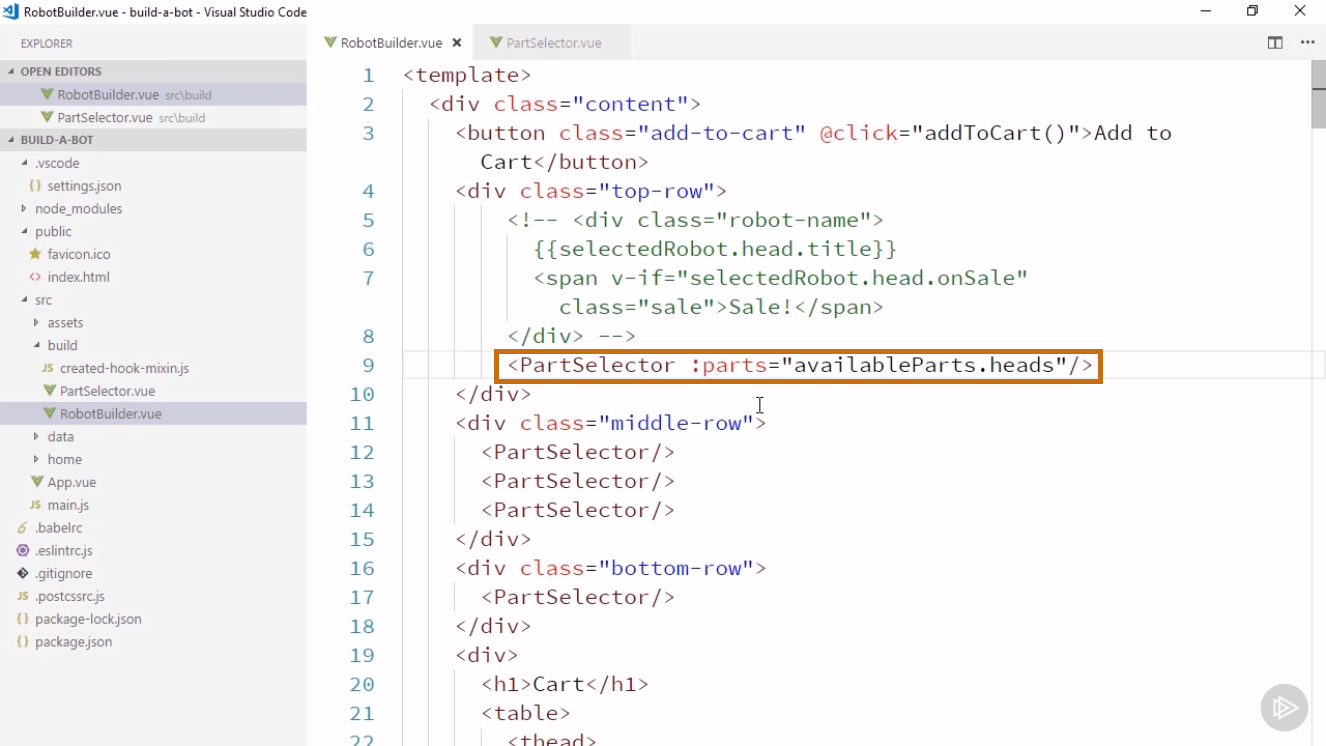 RobotBuilder.vue - build-a-bot - Visual Studio Code
EXPLORER
OPEN EDITORS
RobotBuilder.vue src\build
PartSelector.vue src\build
BUILD-A-BOT
.vscode
{} settings.json
node_modules
public
favicon.ico
<> index.html
src
assets
build
JS created-hook-mixin.js
PartSelector.vue
RobotBuilder.vue
data
home
App.vue
JS main.js
.babelrc
.eslintrc.js
.gitignore
JS .postcssrc.js
{} package-lock.json
{} package.json
RobotBuilder.vue PartSelector.vue
1 <template>
2 <div class="content">
3 <button class="add-to-cart" @click="addToCart()">Add to
Cart</button>
4 <div class="top-row">
5 <!-- <div class="robot-name">
6 {{selectedRobot.head.title}}
7 <span v-if="selectedRobot.head.onSale"
class="sale">Sale!</span>
8 </div> -->
9 <PartSelector :parts="availableParts.heads"/>
10 </div>
11 <div class="middle-row">
12 <PartSelector/>
13 <PartSelector/>
14 <PartSelector/>
15 </div>
16 <div class="bottom-row">
17 <PartSelector/>
18 </div>
19 <div>
20 <h1>Cart</h1>
21 <table>
22 <thead>